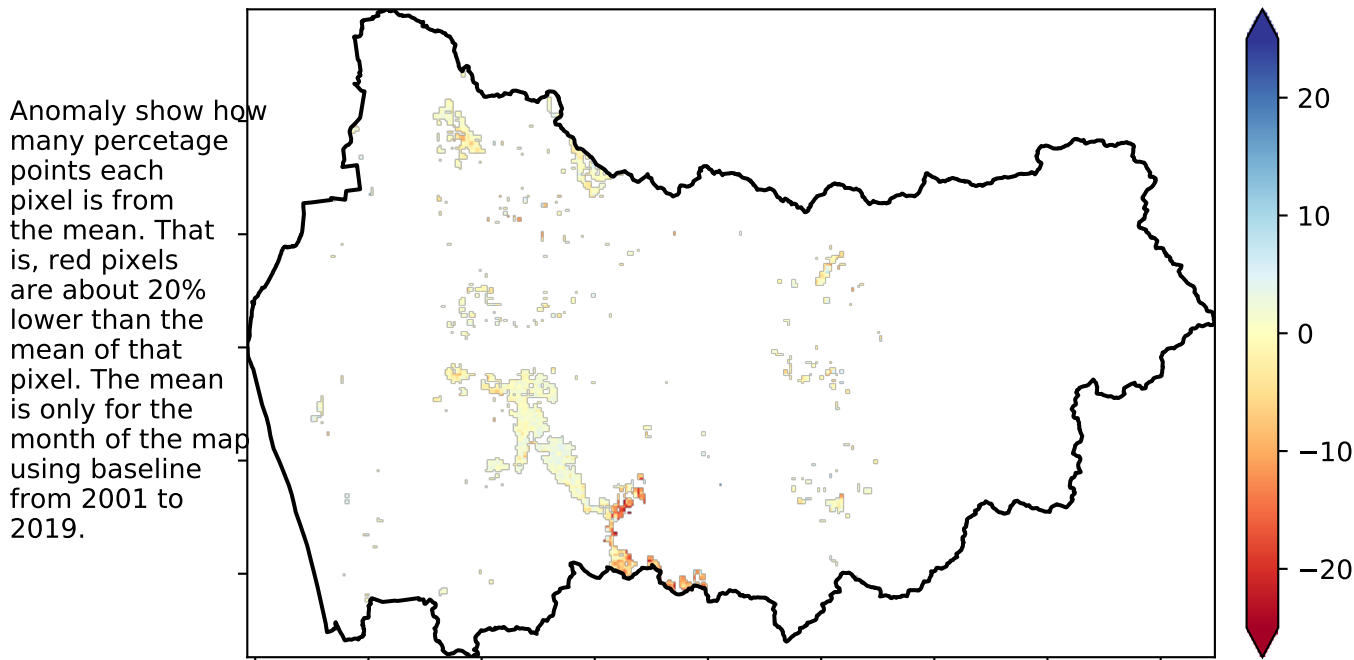 Anomaly show how
many percetage
points each
pixel is from
the mean. That
is, red pixels
are about 20%
lower than the
mean of that
pixel. The mean
is only for the
month of the map
using baseline
from 2001 to
2019.
20
10
0
−10
−20